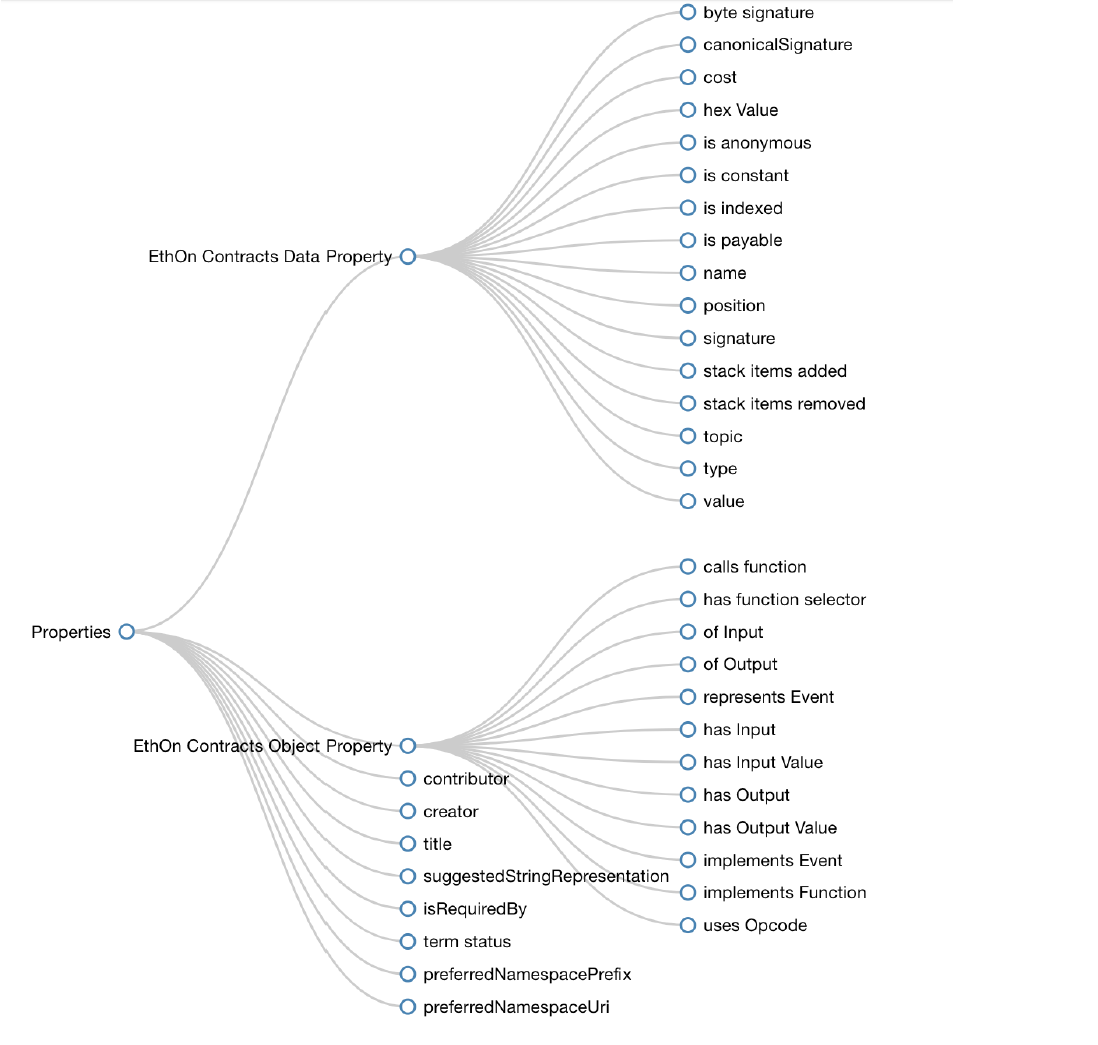 Properties
EthOn Contracts Data Property
byte signature
canonicalSignature
cost
hex Value
is anonymous
is constant
is indexed
is payable
name
position
signature
stack items added
stack items removed
topic
type
value
EthOn Contracts Object Property
calls function
has function selector
of Input
of Output
represents Event
has Input
has Input Value
has Output
has Output Value
implements Event
implements Function
uses Opcode
contributor
creator
title
suggestedStringRepresentation
isRequiredBy
term status
preferredNamespacePrefix
preferredNamespaceUri